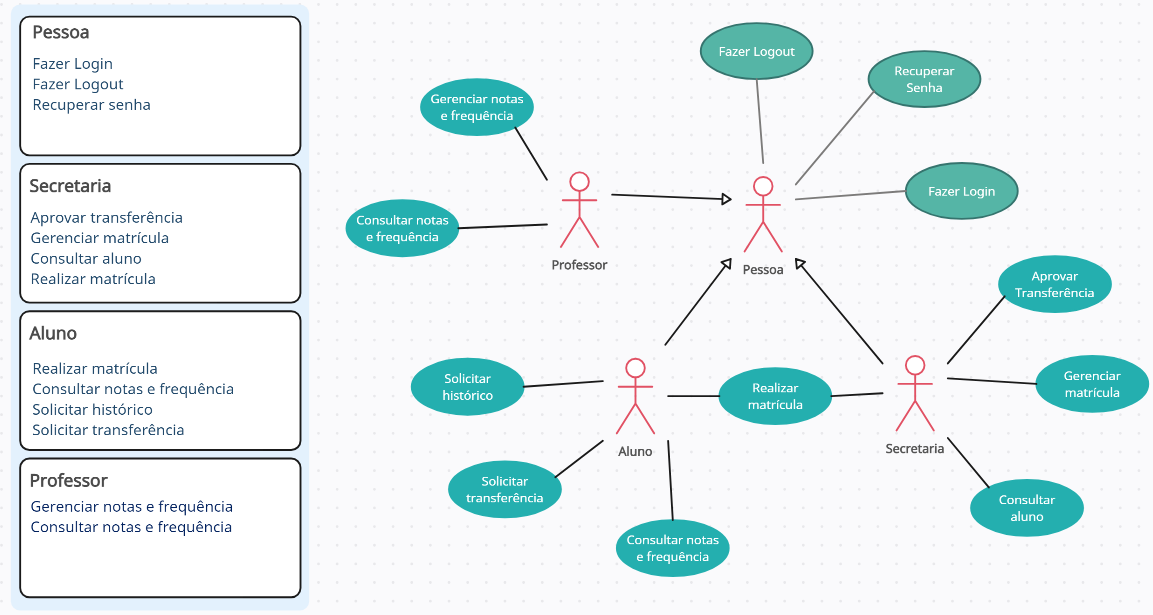 Pessoa
Fazer Login
Fazer Logout
Recuperar senha
Secretaria
Aprovar transferência
Gerenciar matrícula
Consultar aluno
Realizar matrícula
Aluno
Realizar matrícula
Consultar notas e frequência
Solicitar histórico
Solicitar transferência
Professor
Gerenciar notas e frequência
Consultar notas e frequência
Fazer Logout
Recuperar
Senha
Gerenciar notas
e frequência
Fazer Login
Consultar notas
e frequência
Professor
Pessoa
Aprovar
Transferência
Solicitar
histórico
Realizar
matrícula
Gerenciar
matrícula
Aluno
Secretaria
Solicitar
transferência
Consultar
aluno
Consultar notas
e frequência